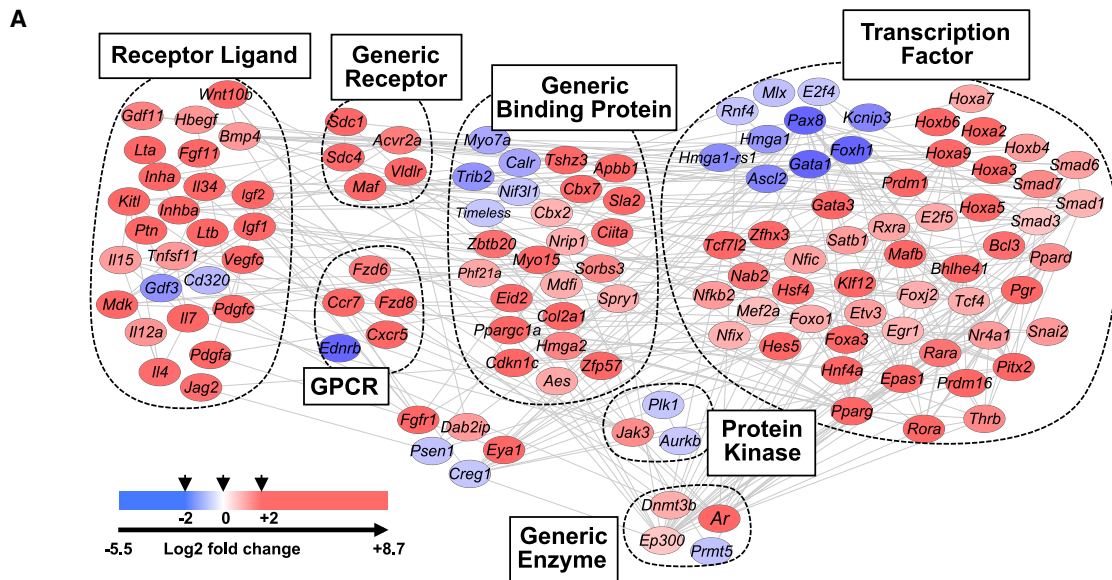 A
Receptor Ligand
Wnt10b
Gdf11
Hbegf
Bmp4
Lta
Fgf11
Inha
Il34
Igf2
Kitl
Inhba
Ptn
Ltb
Igf1
Il15
Tnfsf11
Vegfc
Gdf3
Cd320
Mdk
Il7
Pdgfc
Il12a
Pdgfa
Il4
Jag2
Generic
Receptor
Sdc1
Acvr2a
Sdc4
Vldlr
Maf
Fzd6
Ccr7
Fzd8
Cxcr5
Ednrb
GPCR
Generic
Binding Protein
Myo7a
Calr
Tshz3
Apbb1
Trib2
Nif3l1
Cbx7
Sla2
Timeless
Cbx2
Ciita
Zbtb20
Nrip1
Myo15
Sorbs3
Phf21a
Mdfi
Eid2
Spry1
Col2a1
Ppargc1a
Hmga2
Cdkn1c
Zfp57
Aes
Transcription
Factor
Mlx
E2f4
Rnf4
Pax8
Kcnip3
Hoxa7
Hoxb6
Hoxa2
Hmga1
Foxh1
Hoxa9
Hoxb4
Hmga1-rs1
Gata1
Hoxa3
Smad6
Ascl2
Prdm1
Smad7
Smad1
Gata3
E2f5
Hoxa5
Smad3
Tcf7l2
Zfhx3
Satb1
Rxra
Bcl3
Nfic
Mafb
Bhlhe41
Ppard
Nab2
Hsf4
Klf12
Pgr
Nfkb2
Foxj2
Tcf4
Mef2a
Foxo1
Etv3
Nfix
Egr1
Nr4a1
Snai2
Hes5
Foxa3
Rara
Hnf4a
Epas1
Prdm16
Pitx2
Pparg
Rora
Thrb
Fgfr1
Dab2ip
Psen1
Eya1
Creg1
Plk1
Jak3
Aurkb
Protein
Kinase
Dnmt3b
Ar
Ep300
Prmt5
Generic
Enzyme
-2
0
+2
-5.5
Log2 fold change
+8.7